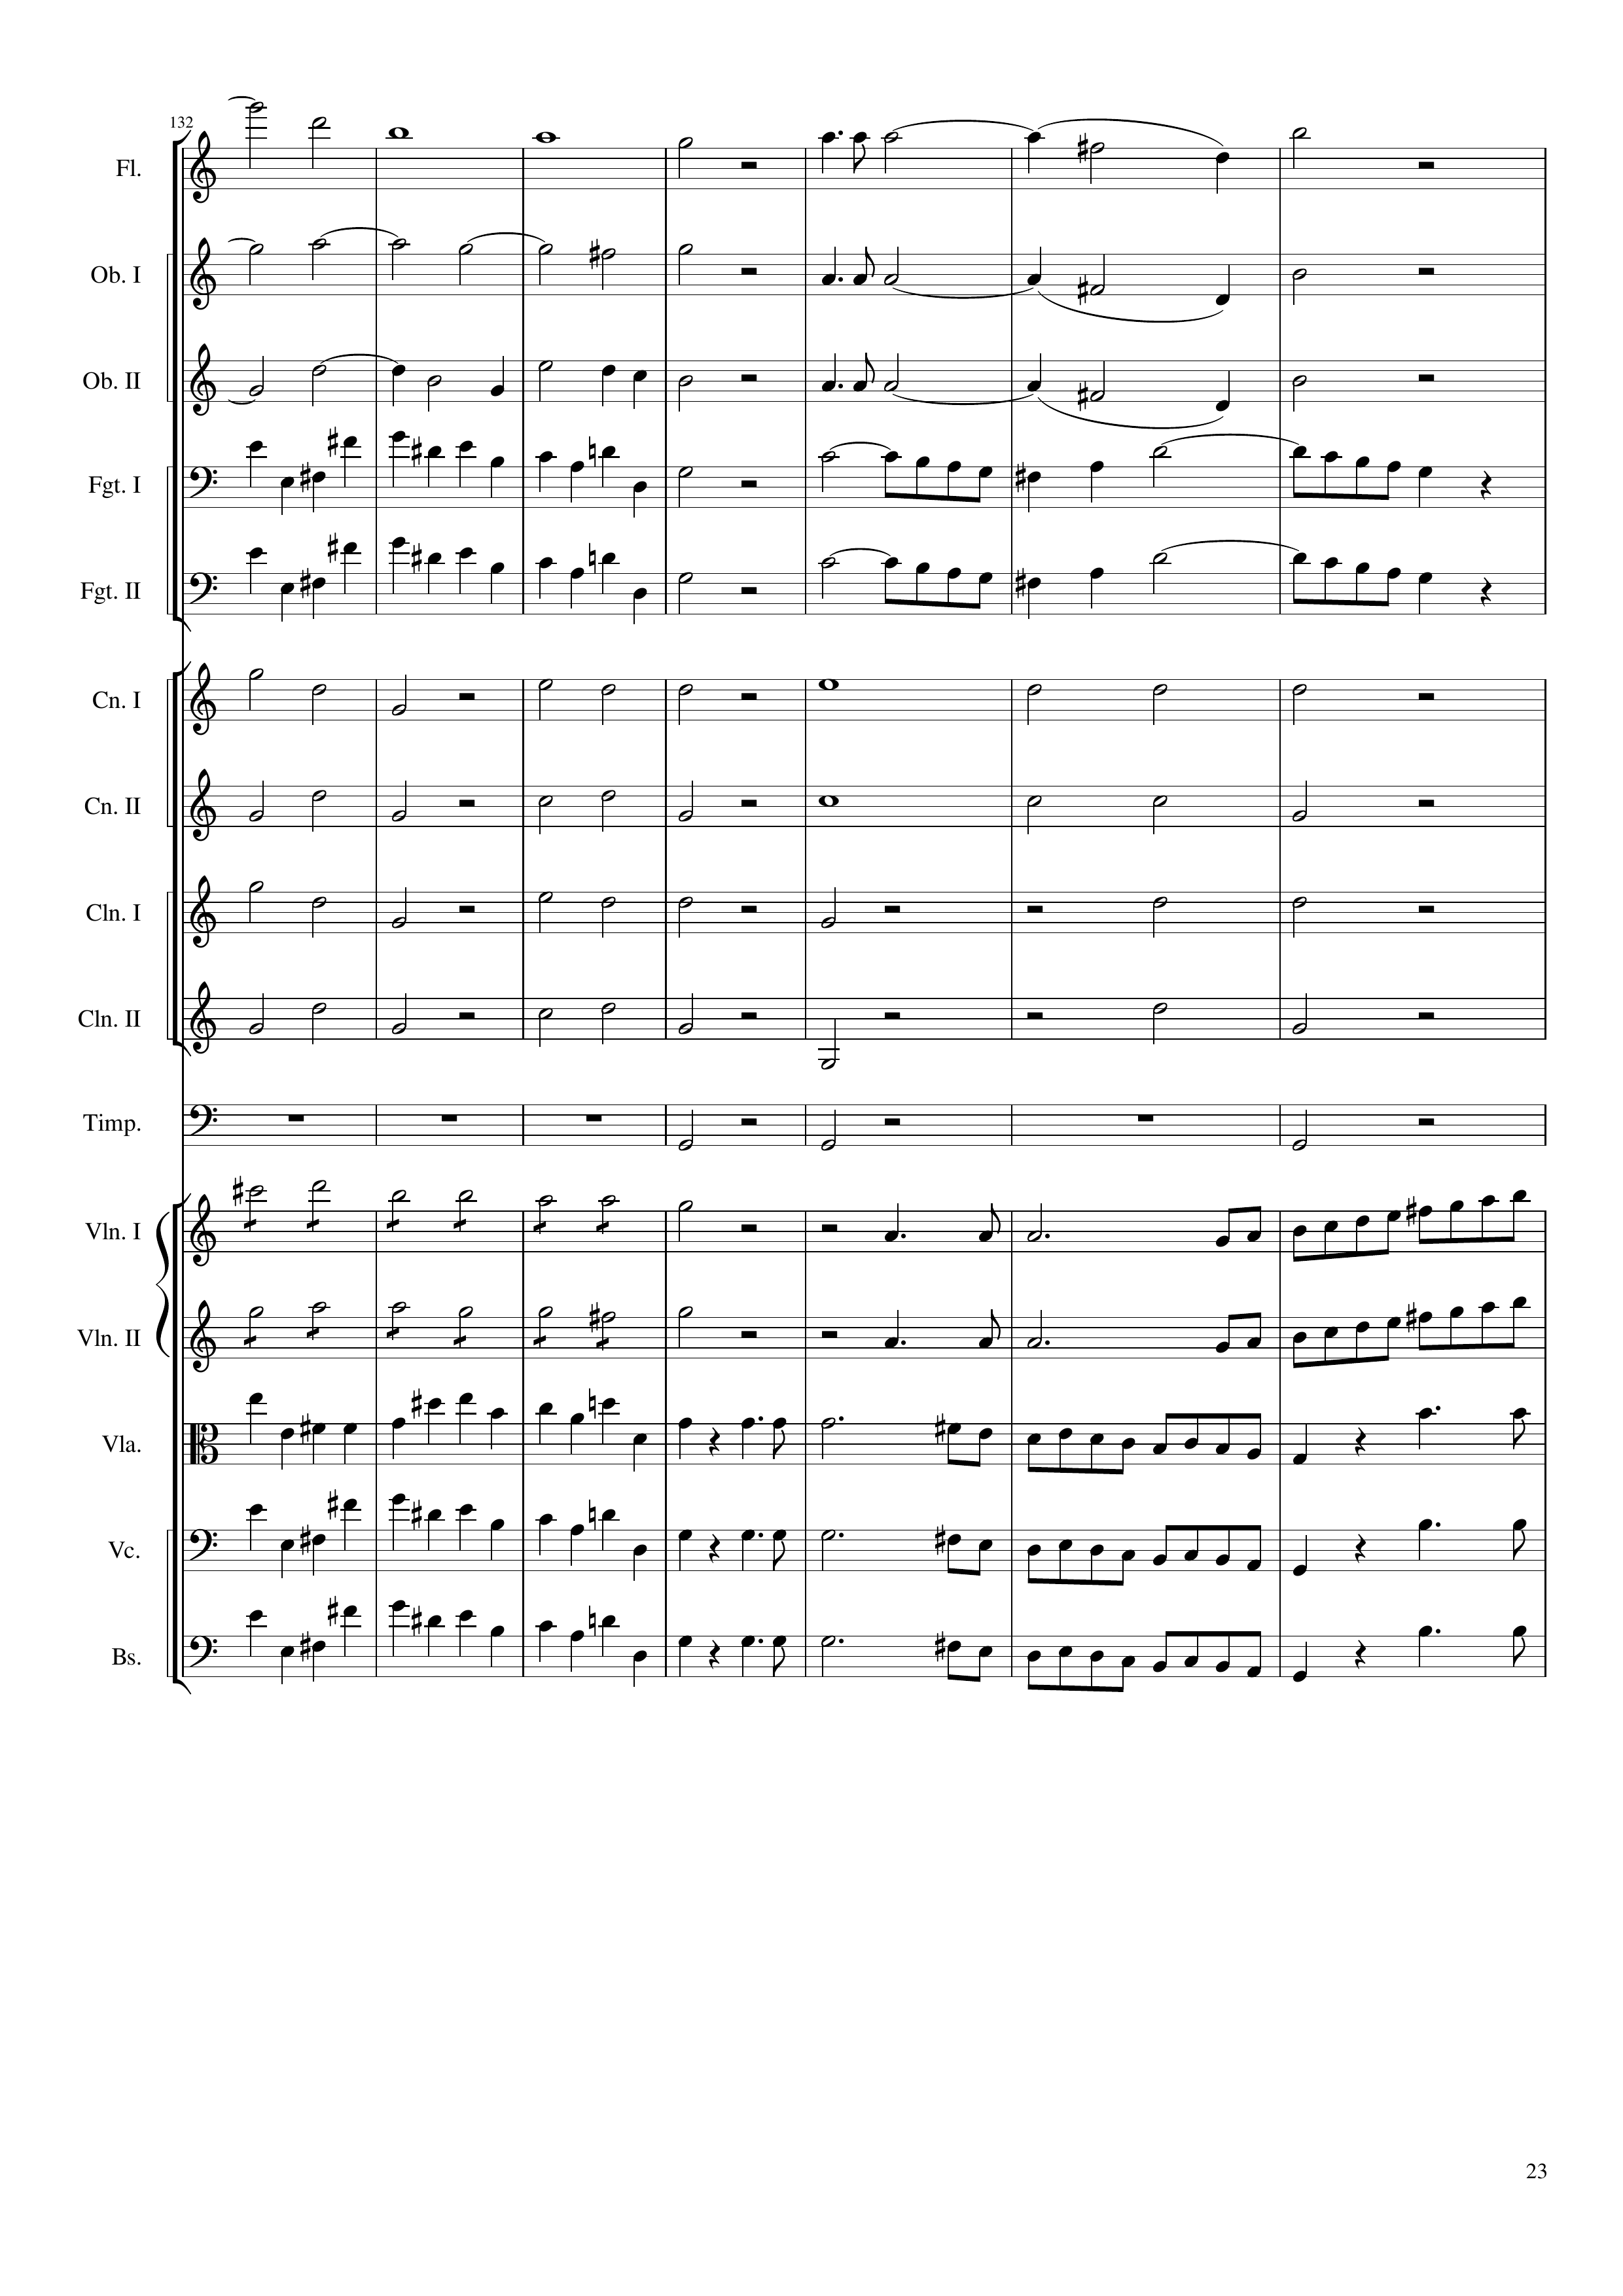 132
Fl.
Ob. I
Ob. II
Fgt. I
Fgt. II
Cn. I
Cn. II
Cln. I
Cln. II
Timp.
Vln. I
Vln. II
Vla.
Vc.
Bs.
23